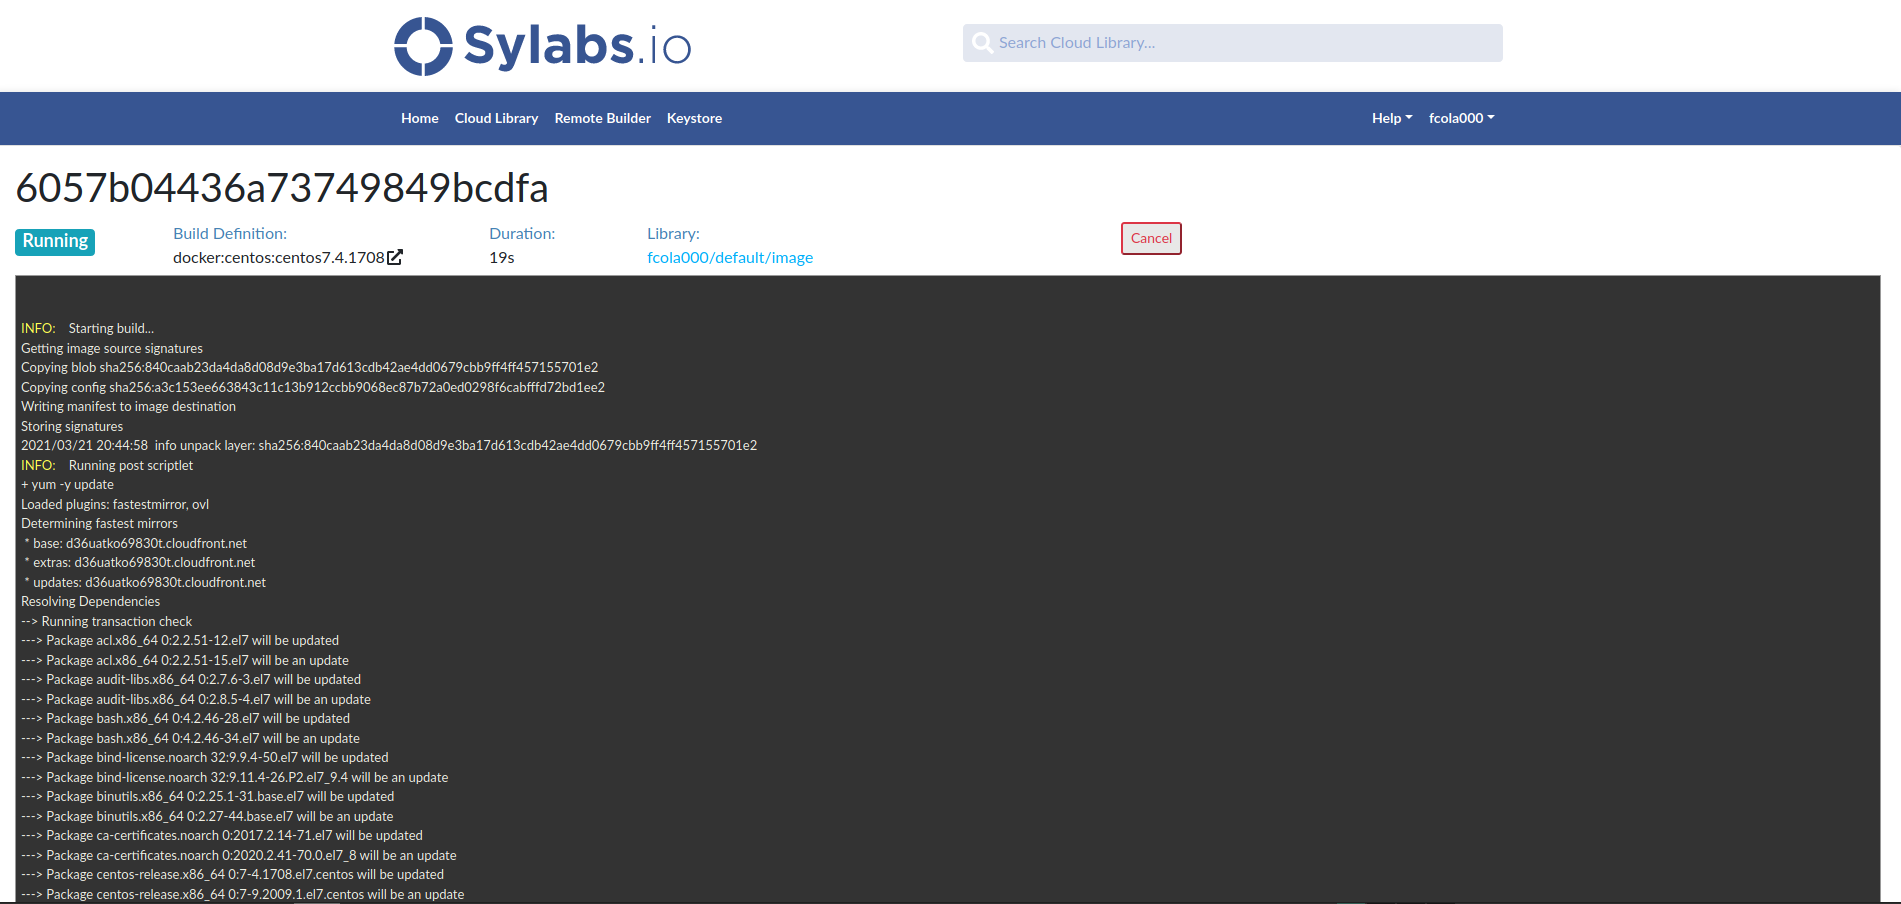 Sylabs.io
Search Cloud Library...
Home Cloud Library Remote Builder Keystore Help fcola000
6057b04436a73749849bcdfa
Running
Build Definition:
docker:centos:centos7.4.1708
Duration:
19s
Library:
fcola000/default/image
Cancel
INFO: Starting build...
Getting image source signatures
Copying blob sha256:840caab23da4da8d08d9e3ba17d613cdb42ae4dd0679cbb9ff4ff457155701e2
Copying config sha256:a3c153ee663843c11c13b912ccbb9068ec87b72a0ed0298f6cabfffd72bd1ee2
Writing manifest to image destination
Storing signatures
2021/03/21 20:44:58 info unpack layer: sha256:840caab23da4da8d08d9e3ba17d613cdb42ae4dd0679cbb9ff4ff457155701e2
INFO: Running post scriptlet
+ yum -y update
Loaded plugins: fastestmirror, ovl
Determining fastest mirrors
* base: d36uatko69830t.cloudfront.net
* extras: d36uatko69830t.cloudfront.net
* updates: d36uatko69830t.cloudfront.net
Resolving Dependencies
--> Running transaction check
---> Package acl.x86_64 0:2.2.51-12.el7 will be updated
---> Package acl.x86_64 0:2.2.51-15.el7 will be an update
---> Package audit-libs.x86_64 0:2.7.6-3.el7 will be updated
---> Package audit-libs.x86_64 0:2.8.5-4.el7 will be an update
---> Package bash.x86_64 0:4.2.46-28.el7 will be updated
---> Package bash.x86_64 0:4.2.46-34.el7 will be an update
---> Package bind-license.noarch 32:9.9.4-50.el7 will be updated
---> Package bind-license.noarch 32:9.11.4-26.P2.el7_9.4 will be an update
---> Package binutils.x86_64 0:2.25.1-31.base.el7 will be updated
---> Package binutils.x86_64 0:2.27-44.base.el7 will be an update
---> Package ca-certificates.noarch 0:2017.2.14-71.el7 will be updated
---> Package ca-certificates.noarch 0:2020.2.41-70.0.el7_8 will be an update
---> Package centos-release.x86_64 0:7-4.1708.el7.centos will be updated
---> Package centos-release.x86_64 0:7-9.2009.1.el7.centos will be an update